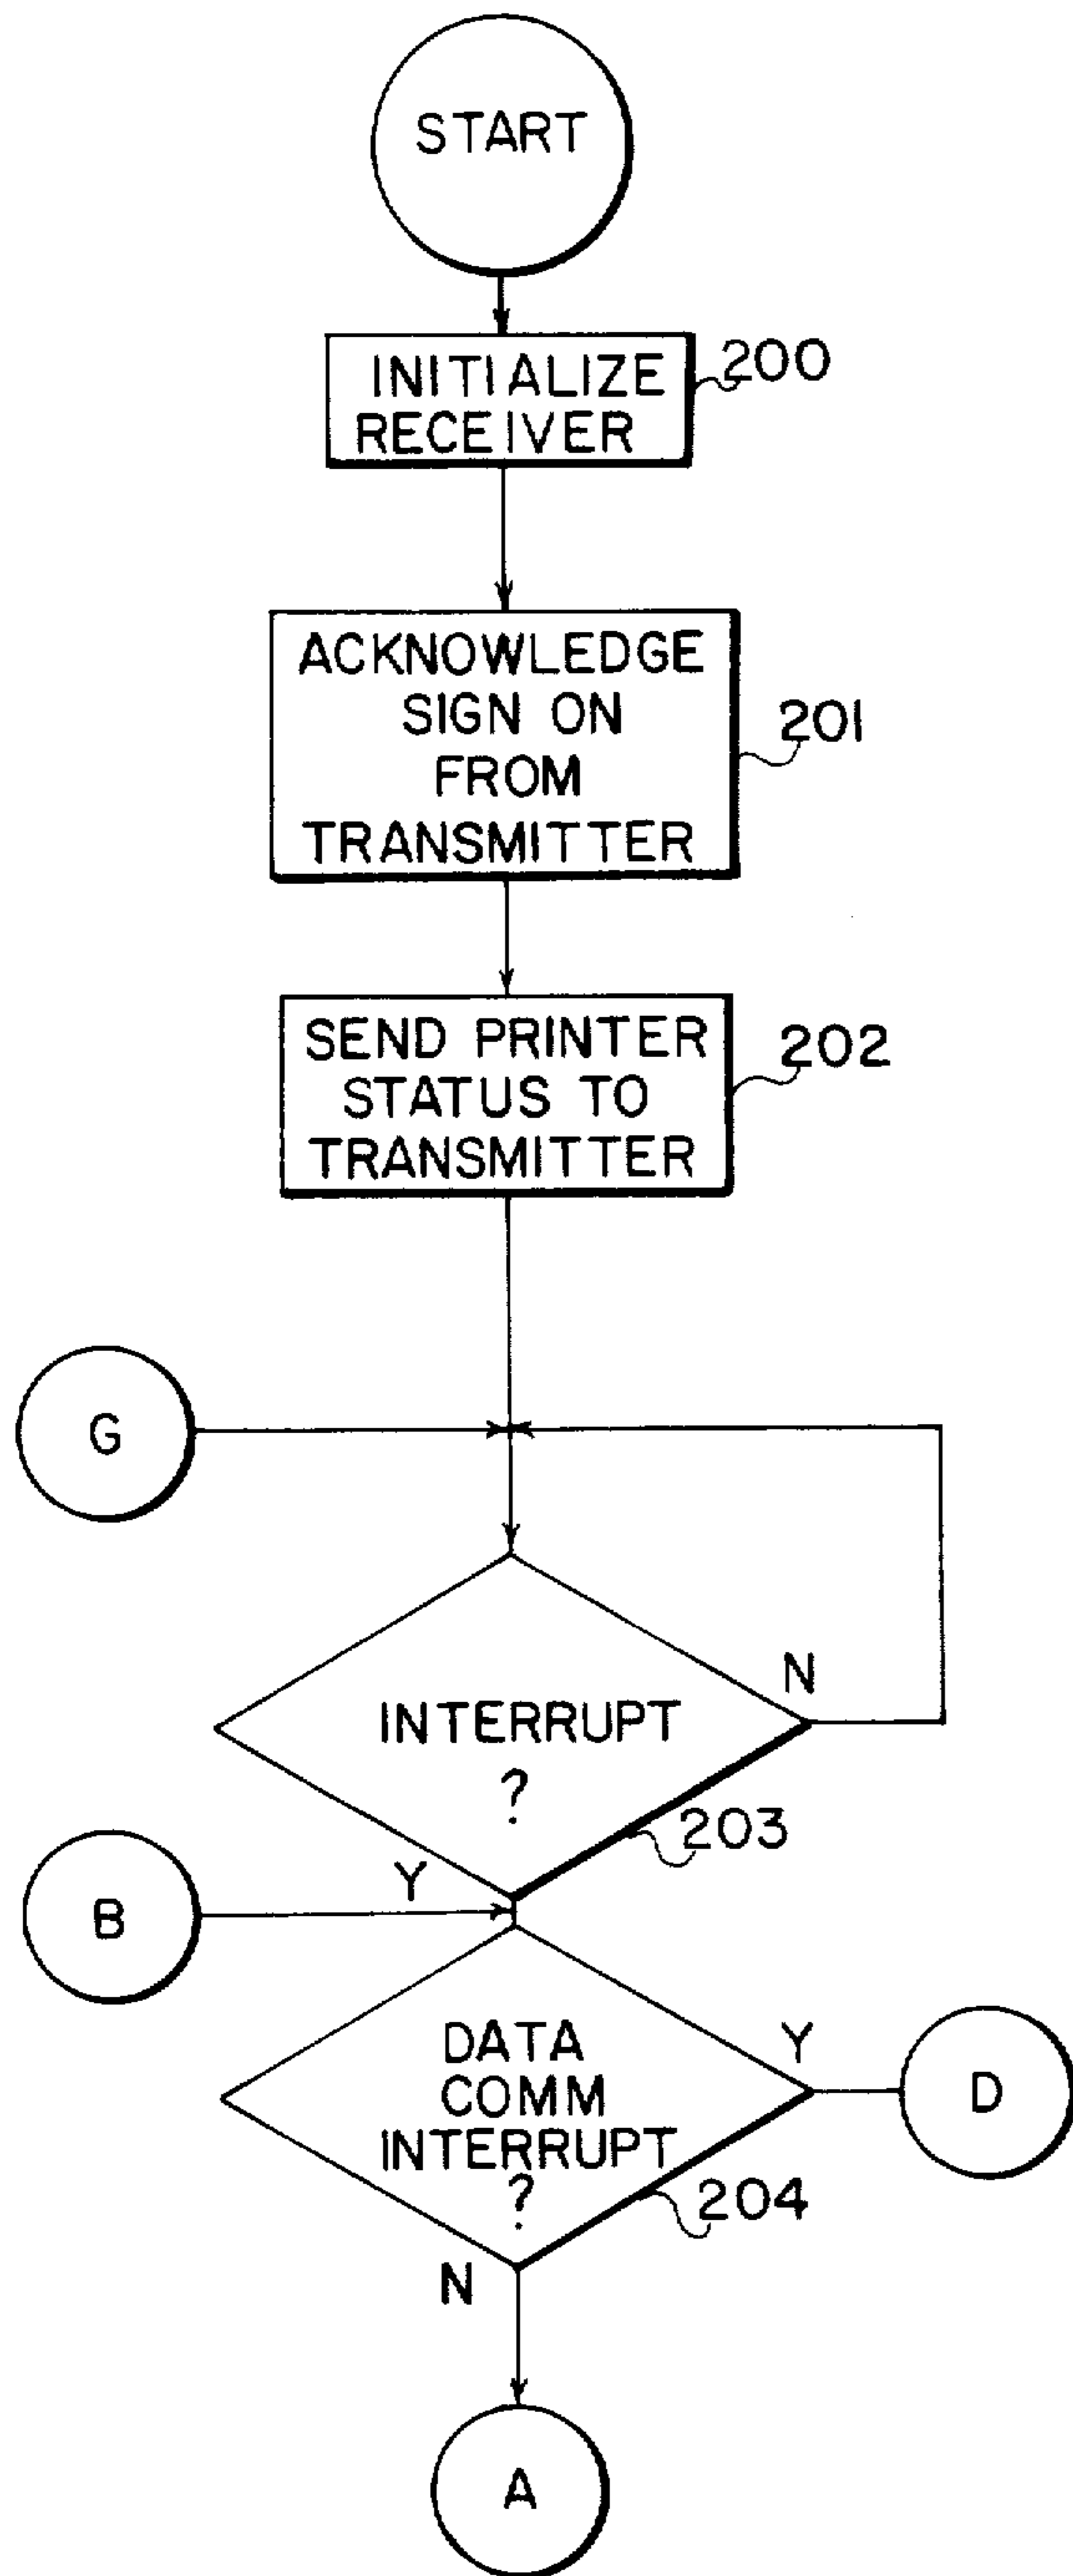 START
INITIALIZE
RECEIVER
200
ACKNOWLEDGE
SIGN ON
FROM
TRANSMITTER
201
SEND PRINTER
STATUS TO
TRANSMITTER
202
G
INTERRUPT
?
N
203
Y
B
DATA
COMM
INTERRUPT
?
Y
D
204
N
A